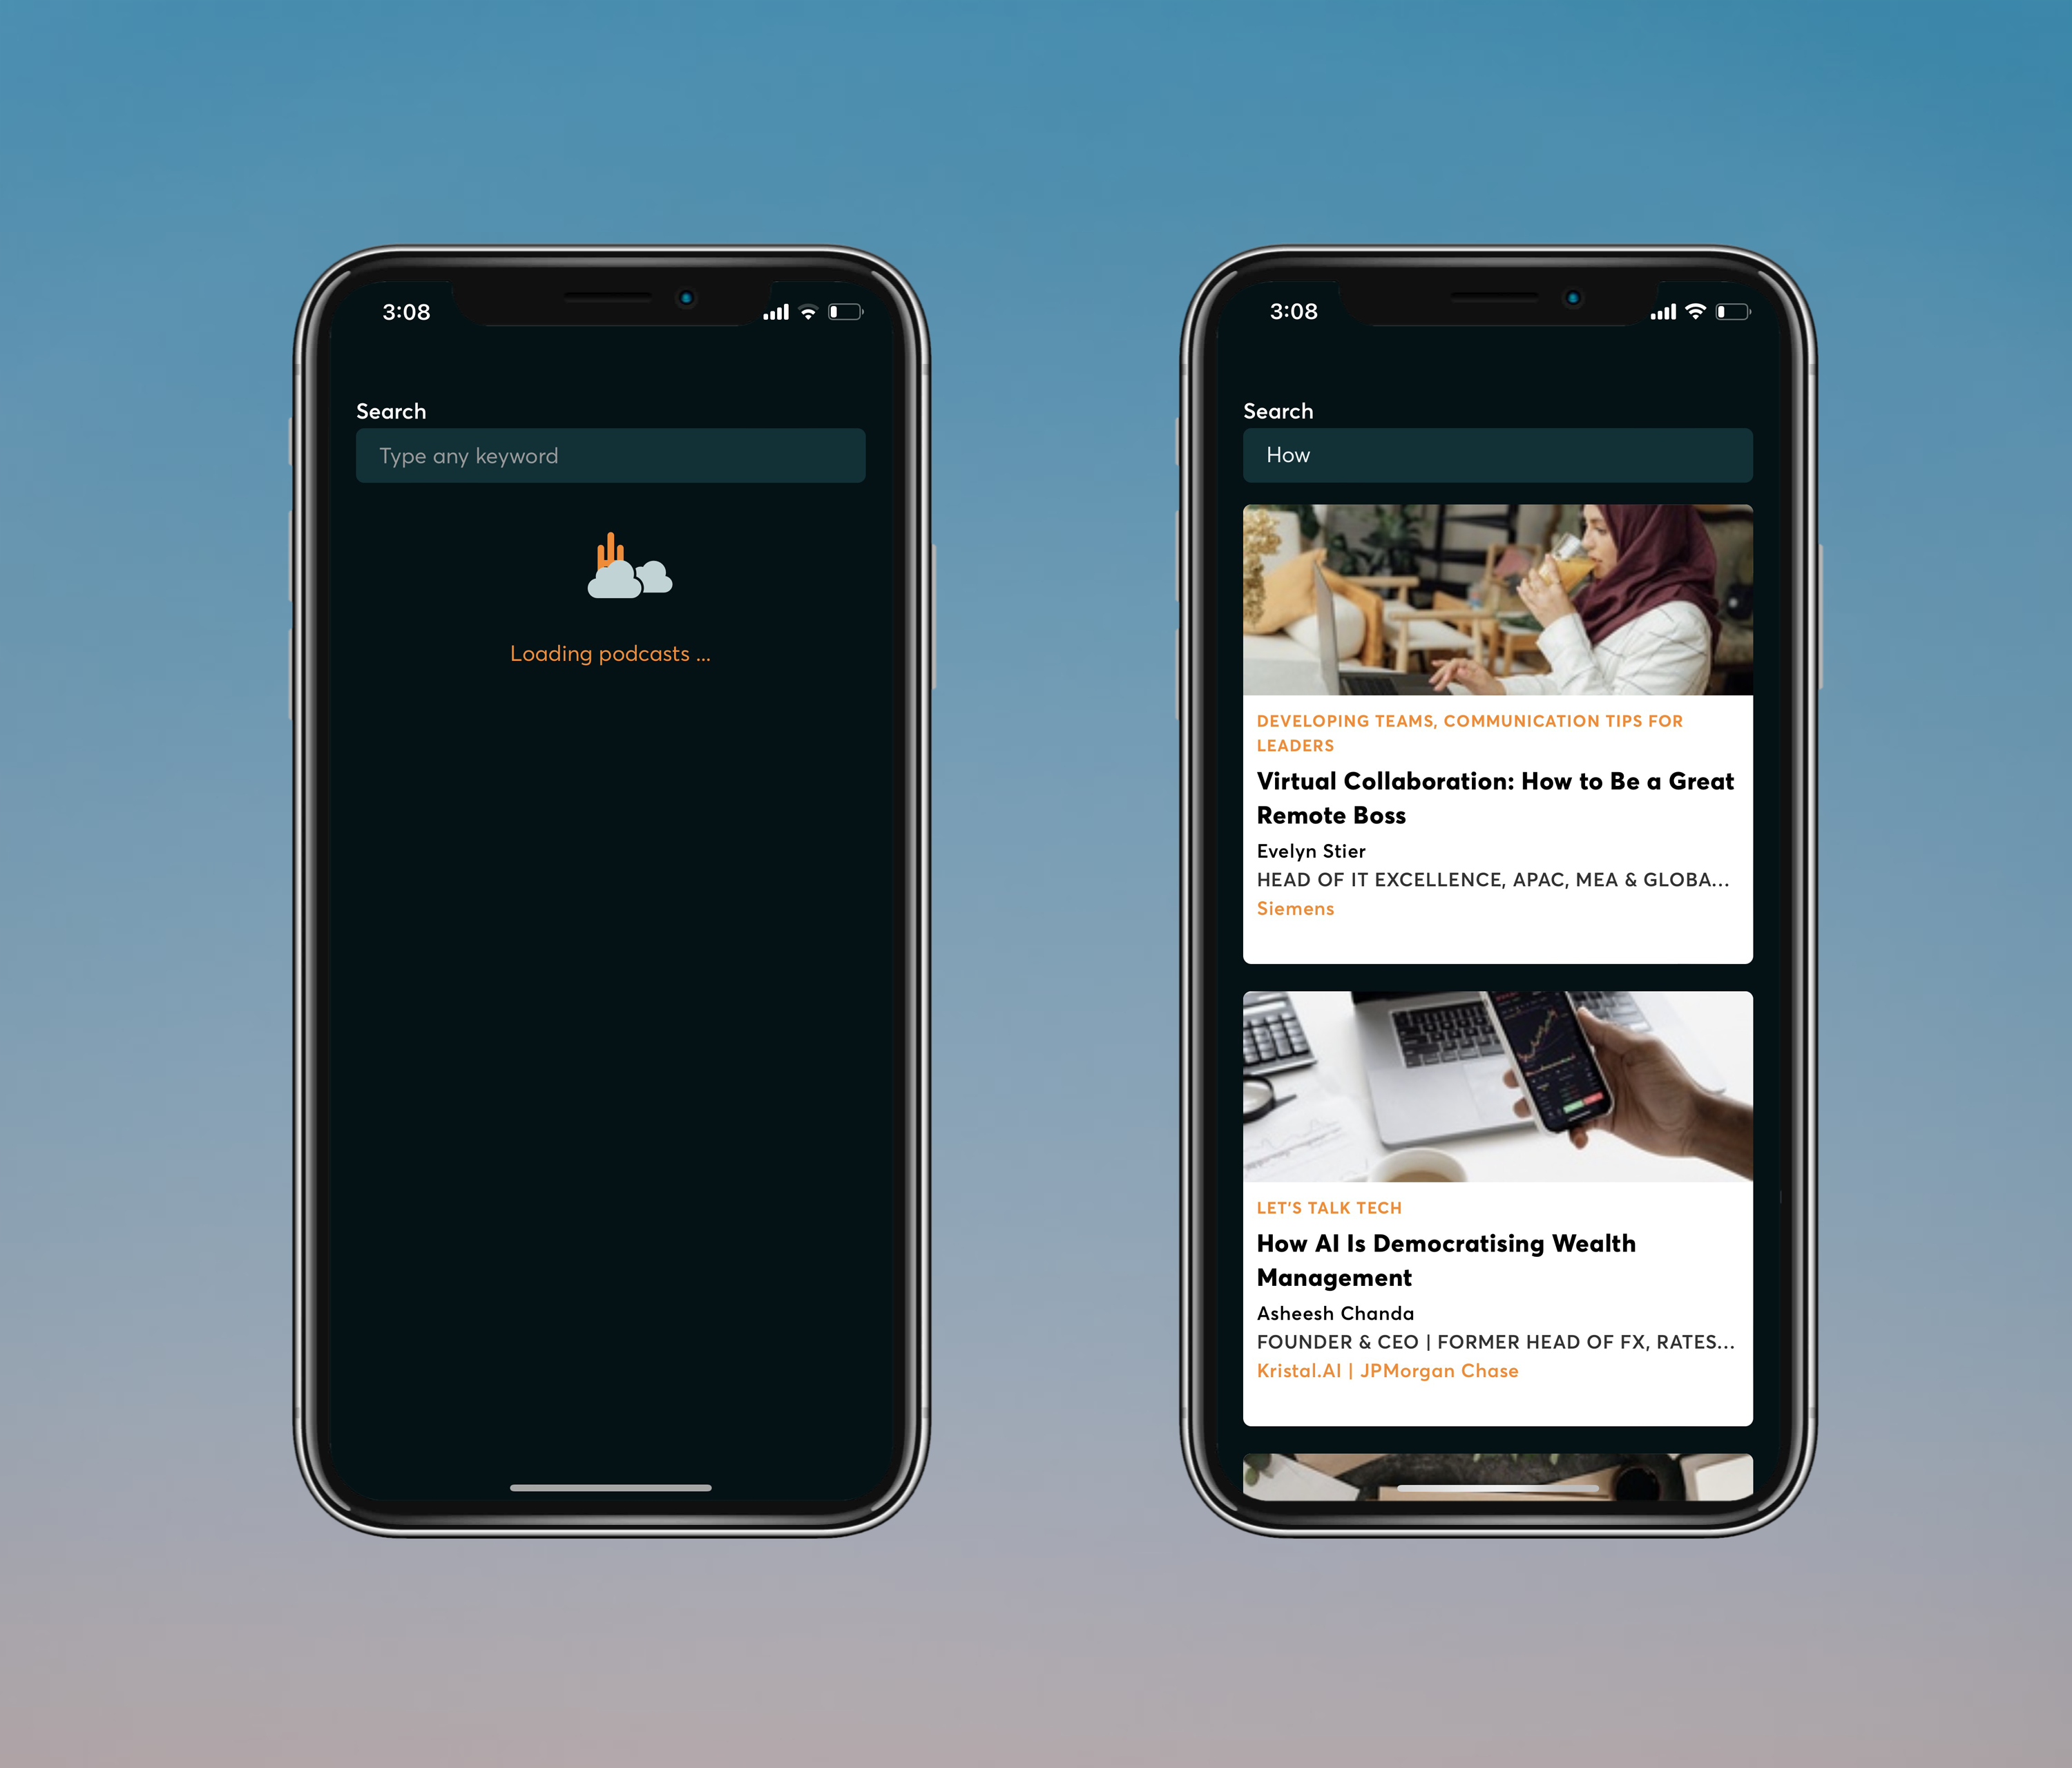 3:08
Search
Type any keyword
Loading podcasts ...
3:08
Search
How
DEVELOPING TEAMS, COMMUNICATION TIPS FOR
LEADERS
Virtual Collaboration: How to Be a Great
Remote Boss
Evelyn Stier
HEAD OF IT EXCELLENCE, APAC, MEA & GLOBA...
Siemens
LET'S TALK TECH
How AI Is Democratising Wealth
Management
Asheesh Chanda
FOUNDER & CEO | FORMER HEAD OF FX, RATES...
Kristal.AI | JPMorgan Chase